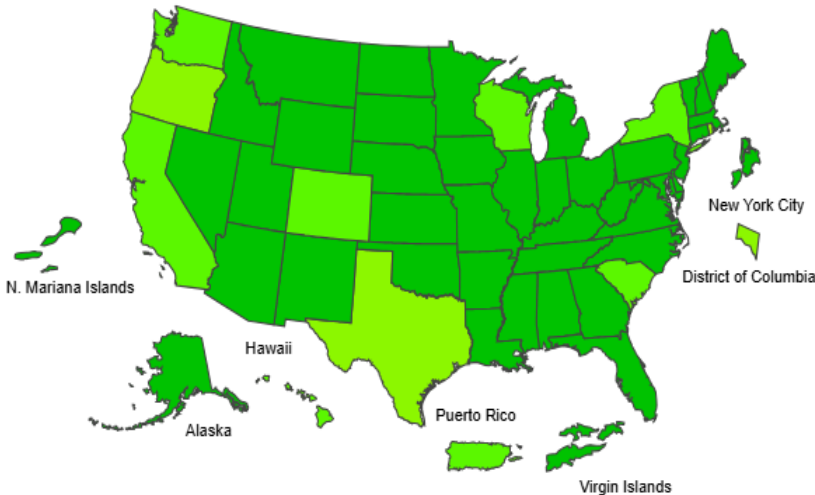 New York City
District of Columbia
N. Mariana Islands
Hawaii
Puerto Rico
Alaska
Virgin Islands